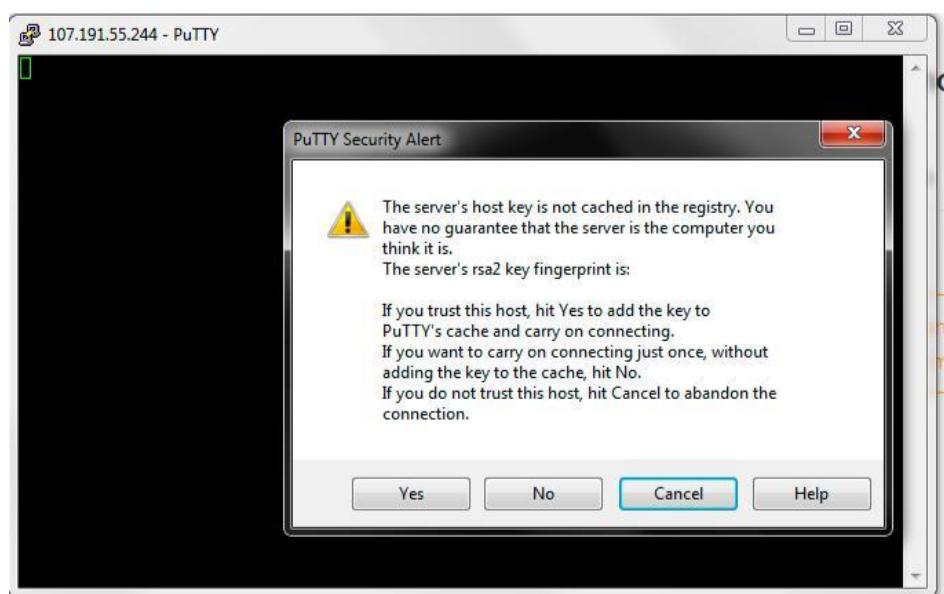 107.191.55.244 - PuTTY
PuTTY Security Alert
The server's host key is not cached in the registry. You
have no guarantee that the server is the computer you
think it is.
The server's rsa2 key fingerprint is:
If you trust this host, hit Yes to add the key to
PuTTY's cache and carry on connecting.
If you want to carry on connecting just once, without
adding the key to the cache, hit No.
If you do not trust this host, hit Cancel to abandon the
connection.
Yes No Cancel Help